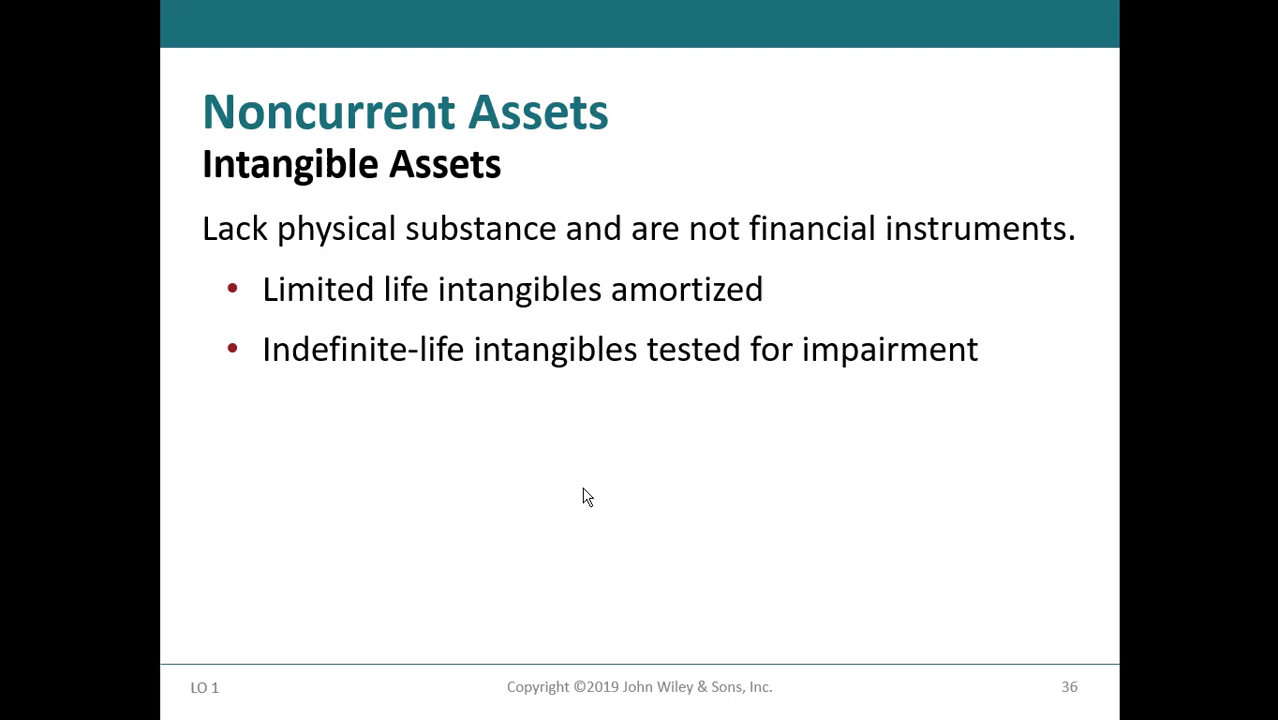 Noncurrent Assets
Intangible Assets
Lack physical substance and are not financial instruments.
• Limited life intangibles amortized
• Indefinite-life intangibles tested for impairment
LO 1
Copyright ©2019 John Wiley & Sons, Inc.
36